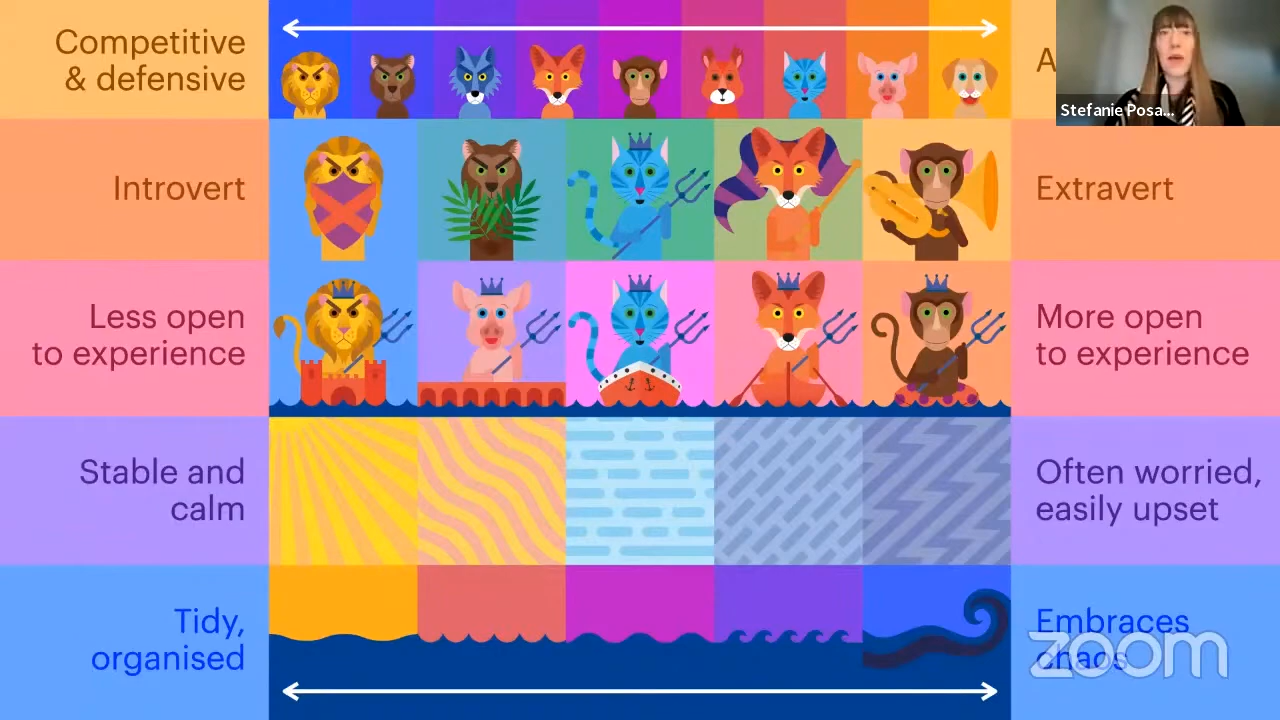 Competitive
& defensive
A
Stefanie Posa...
Introvert
Extravert
Less open
to experience
More open
to experience
Stable and
calm
Often worried,
easily upset
Tidy,
organised
Embraces
chaos
zoom